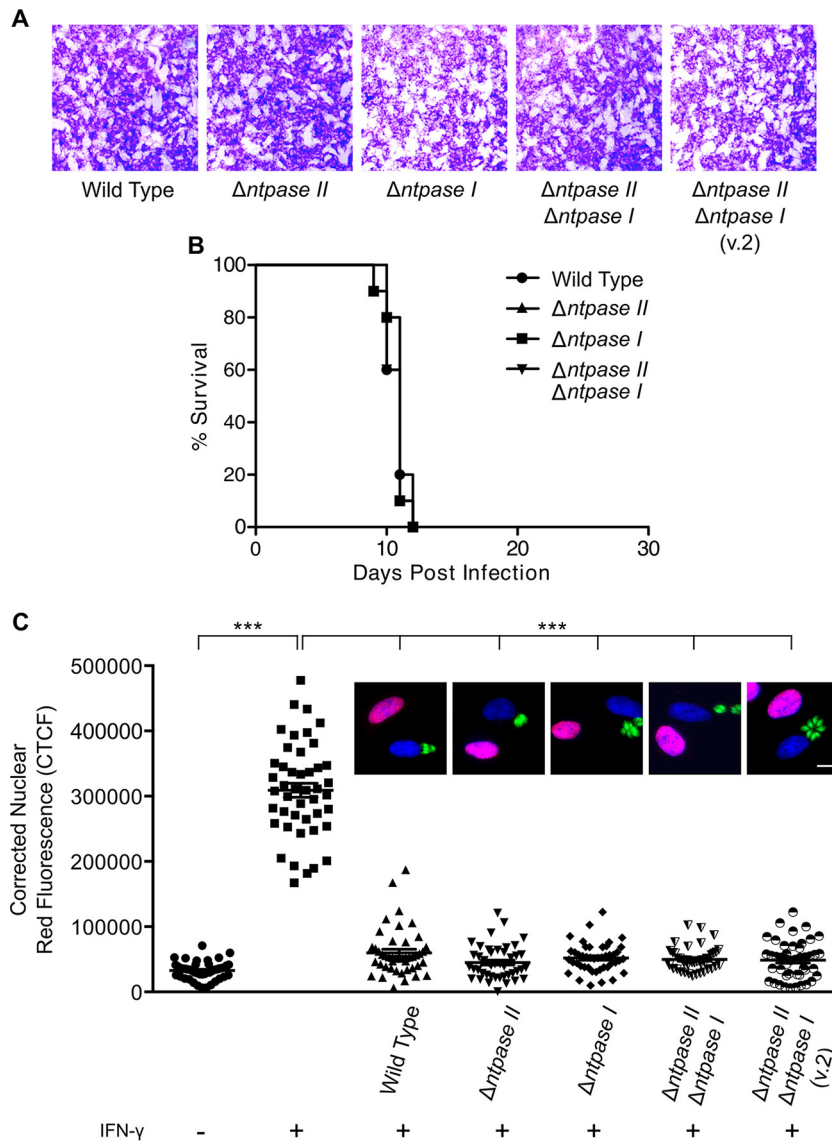 A
Wild Type
Δntpase II
Δntpase I
Δntpase II
Δntpase I
Δntpase II
Δntpase I
(v.2)
B
100
80
60
40
20
0
% Survival
0
10
20
30
Days Post Infection
Wild Type
Δntpase II
Δntpase I
Δntpase II
Δntpase I
C
***
***
500000
400000
300000
200000
100000
0
Corrected Nuclear
Red Fluorescence (CTCF)
Wild Type
Δntpase II
Δntpase I
Δntpase II
Δntpase I
Δntpase II
Δntpase I
(v.2)
IFN-γ - + + + + + +